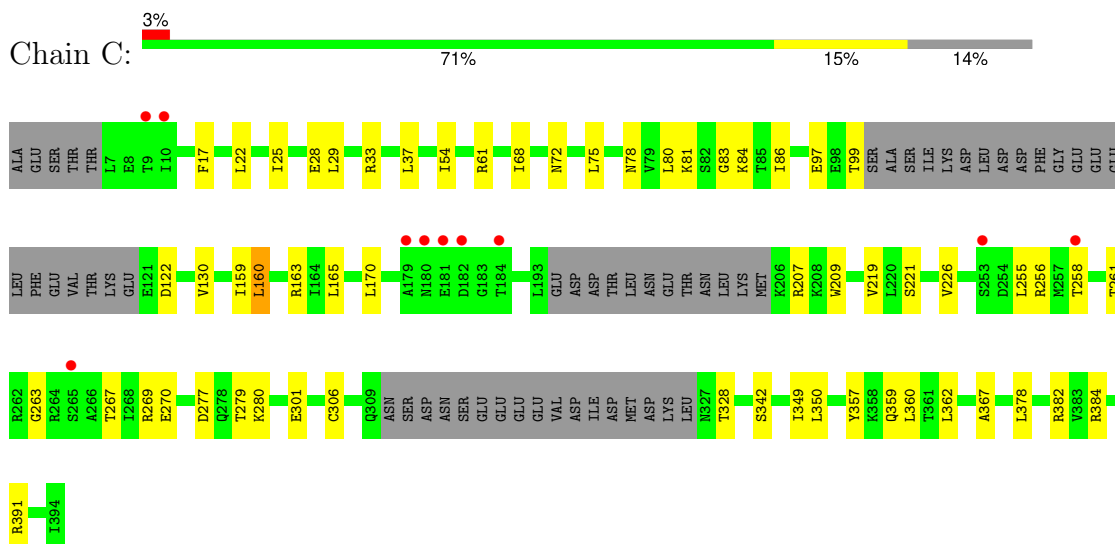 3%
Chain C:
71% 15% 14%
ALA GLU SER THR THR L7 E8 T9 I10 F17 L22 I25 E28 L29 R33 L37 I54 R61 I68 N72 L75 N78 V79 L80 K81 S82 G83 K84 T85 I86 E97 E98 T99 SER ALA SER ILE LYS ASP LEU ASP ASP PHE GLY GLU GLU GLU
LEU PHE GLU VAL THR LYS GLU E121 D122 V130 I159 L160 R163 I164 L165 L170 A179 N180 E181 D182 G183 T184 L193 GLU ASP ASP THR LEU ASN GLU THR ASN LEU LYS MET K206 R207 K208 W209 V219 L220 S221 V226 S253 D254 L255 R256 M257 T258 T261
R262 G263 R264 S265 A266 T267 I268 R269 E270 D277 Q278 T279 K280 E301 C306 Q309 ASN SER ASP ASN SER GLU GLU GLU GLU VAL ASP ILE ASP MET ASP LYS LEU N327 T328 S342 I349 L350 Y357 K358 Q359 L360 T361 L362 A367 L378 R382 V383 R384
R391 I394